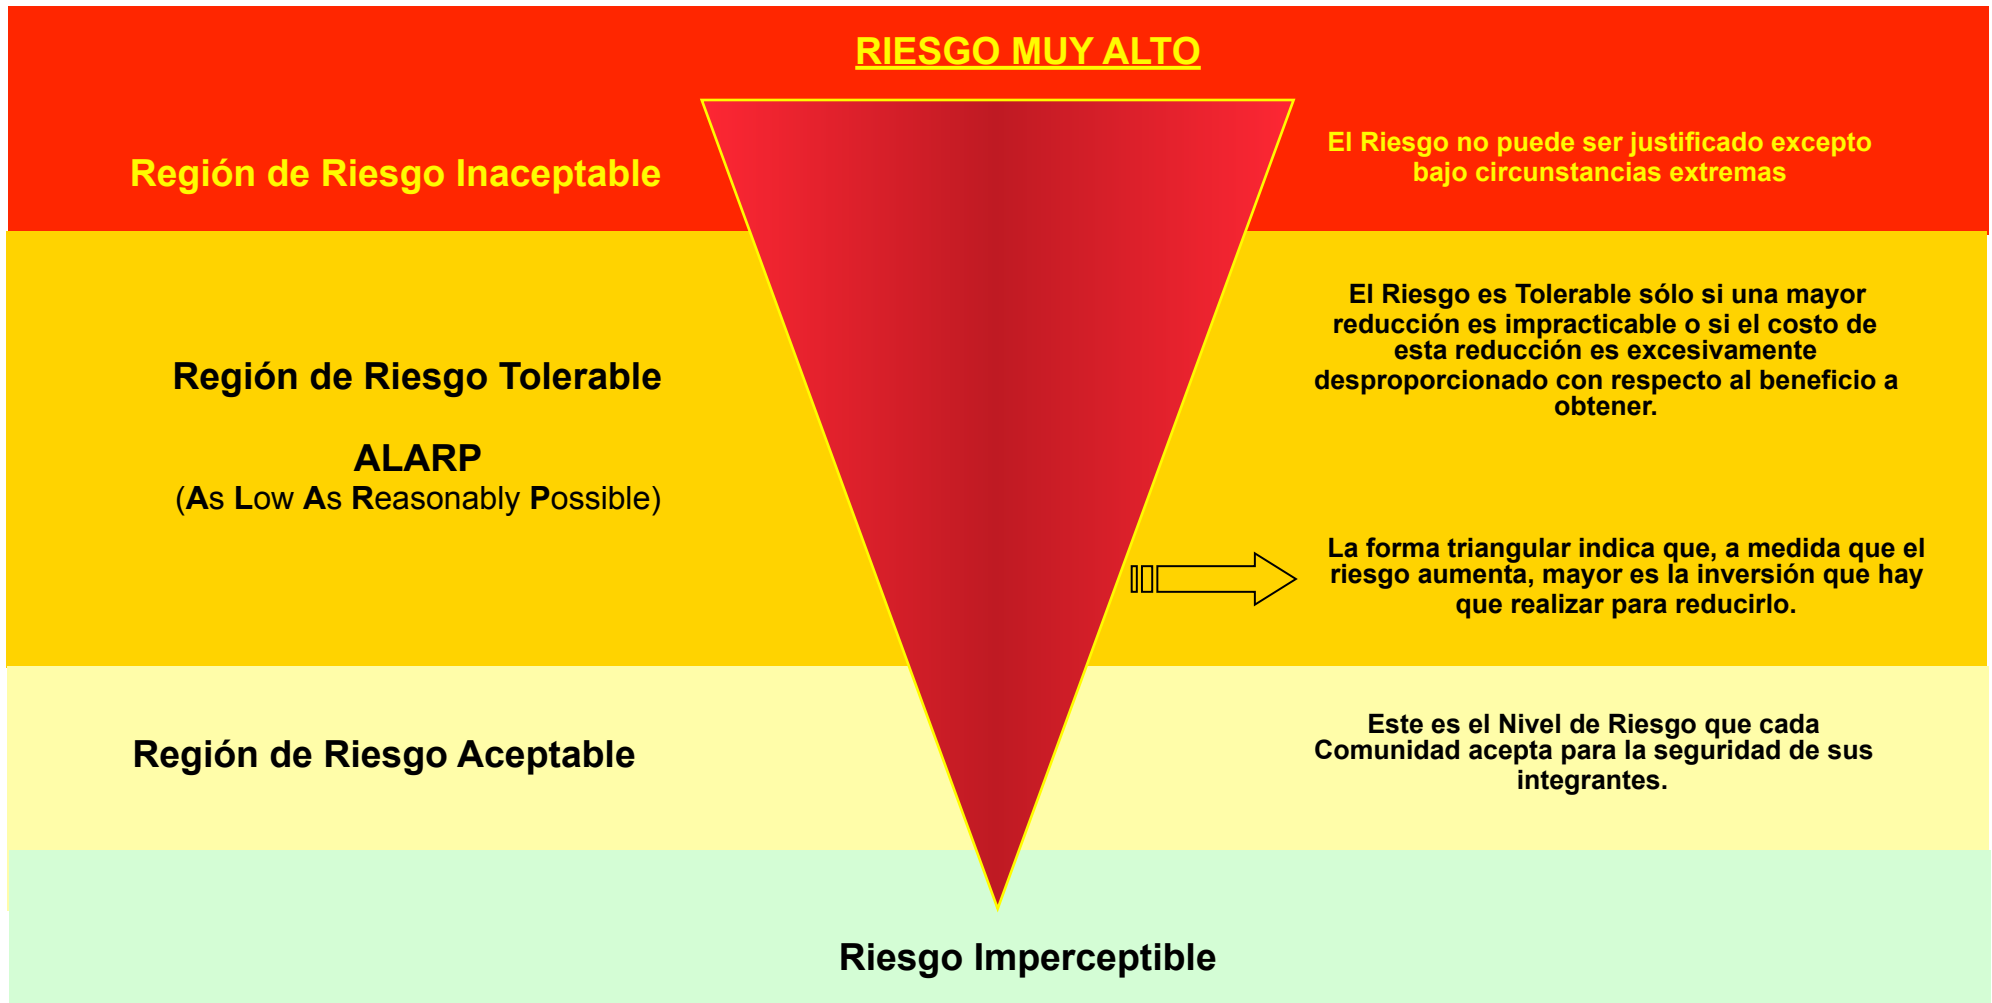 RIESGO MUY ALTO
Región de Riesgo Inaceptable
El Riesgo no puede ser justificado excepto
bajo circunstancias extremas
Región de Riesgo Tolerable
ALARP
(As Low As Reasonably Possible)
El Riesgo es Tolerable sólo si una mayor
reducción es impracticable o si el costo de
esta reducción es excesivamente
desproporcionado con respecto al beneficio a
obtener.
La forma triangular indica que, a medida que el
riesgo aumenta, mayor es la inversión que hay
que realizar para reducirlo.
Región de Riesgo Aceptable
Este es el Nivel de Riesgo que cada
Comunidad acepta para la seguridad de sus
integrantes.
Riesgo Imperceptible